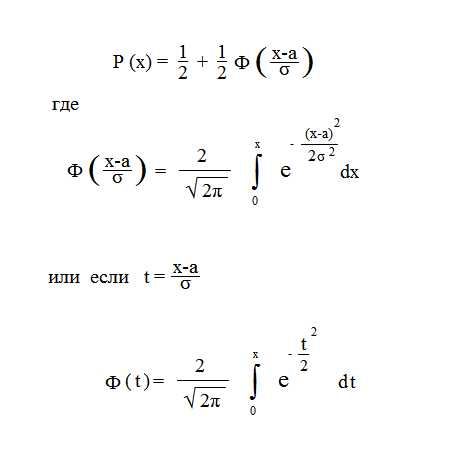 P (x) = 1/2 + 1/2 Φ ( x-a/σ )
где
Φ ( x-a/σ ) = 2/√2π ∫₀ˣ e^-(x-a)²/2σ² dx
или если t = x-a/σ
Φ ( t ) = 2/√2π ∫₀ˣ e^-t²/2 dt